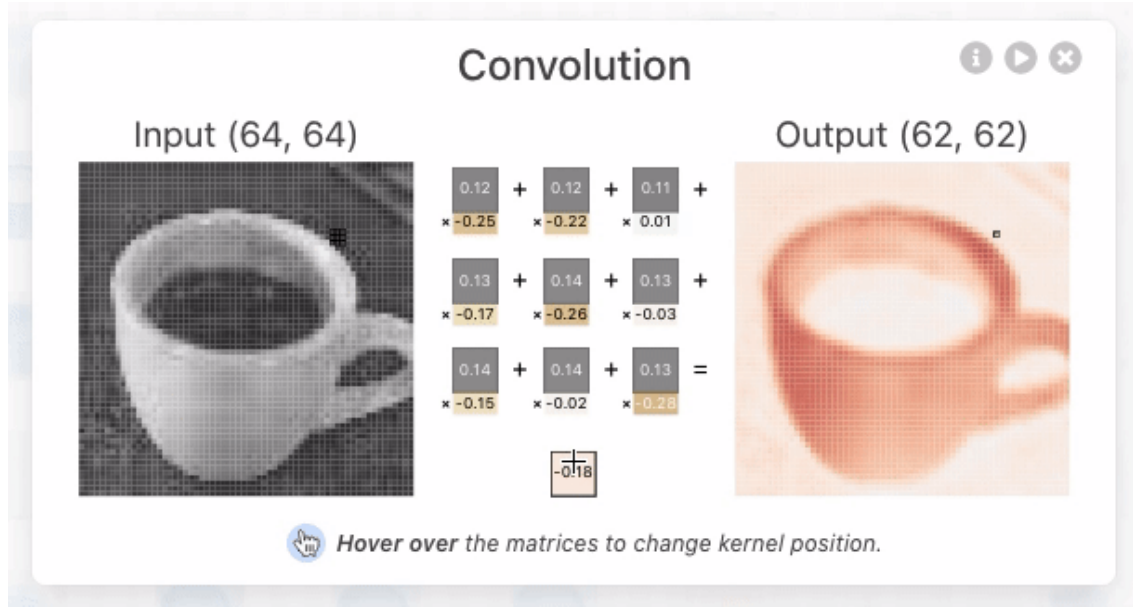 Convolution
Input (64, 64)
Output (62, 62)
0.12 + 0.12 + 0.11 +
× -0.25 × -0.22 × 0.01
0.13 + 0.14 + 0.13 +
× -0.17 × -0.26 × -0.03
0.14 + 0.14 + 0.13 =
× -0.15 × -0.02 × -0.28
-0.18
Hover over the matrices to change kernel position.